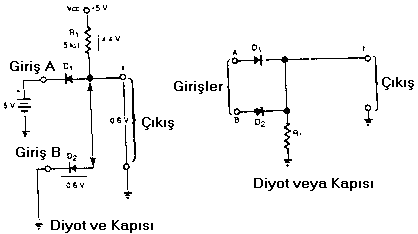 Vcc +5 V
R1
5 kΩ
4.4 V
Giriş A
D1
5 V
0.6 V
Çıkış
Giriş B
D2
0.6 V
Diyot ve Kapısı
A
D1
Girişler
Çıkış
B
D2
Diyot veya Kapısı